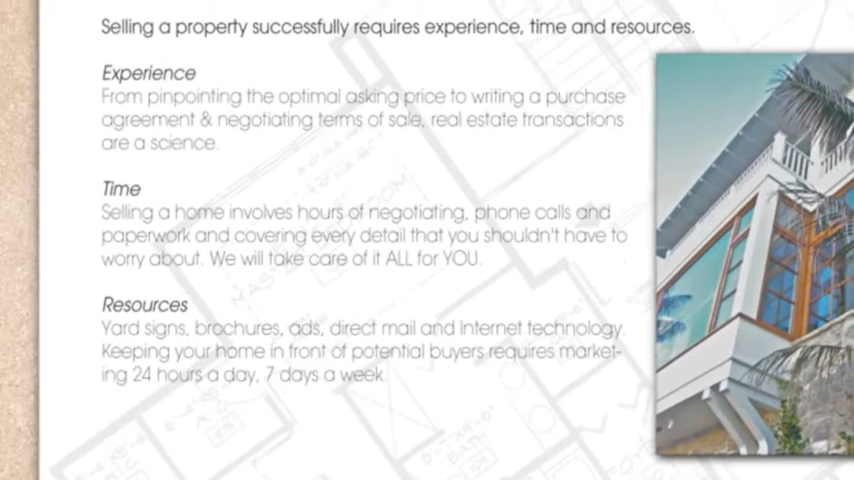 Selling a property successfully requires experience, time and resources.
Experience
From pinpointing the optimal asking price to writing a purchase
agreement & negotiating terms of sale, real estate transactions
are a science.
Time
Selling a home involves hours of negotiating, phone calls and
paperwork and covering every detail that you shouldn't have to
worry about. We will take care of it ALL for YOU.
Resources
Yard signs, brochures, ads, direct mail and Internet technology.
Keeping your home in front of potential buyers requires market-
ing 24 hours a day, 7 days a week.